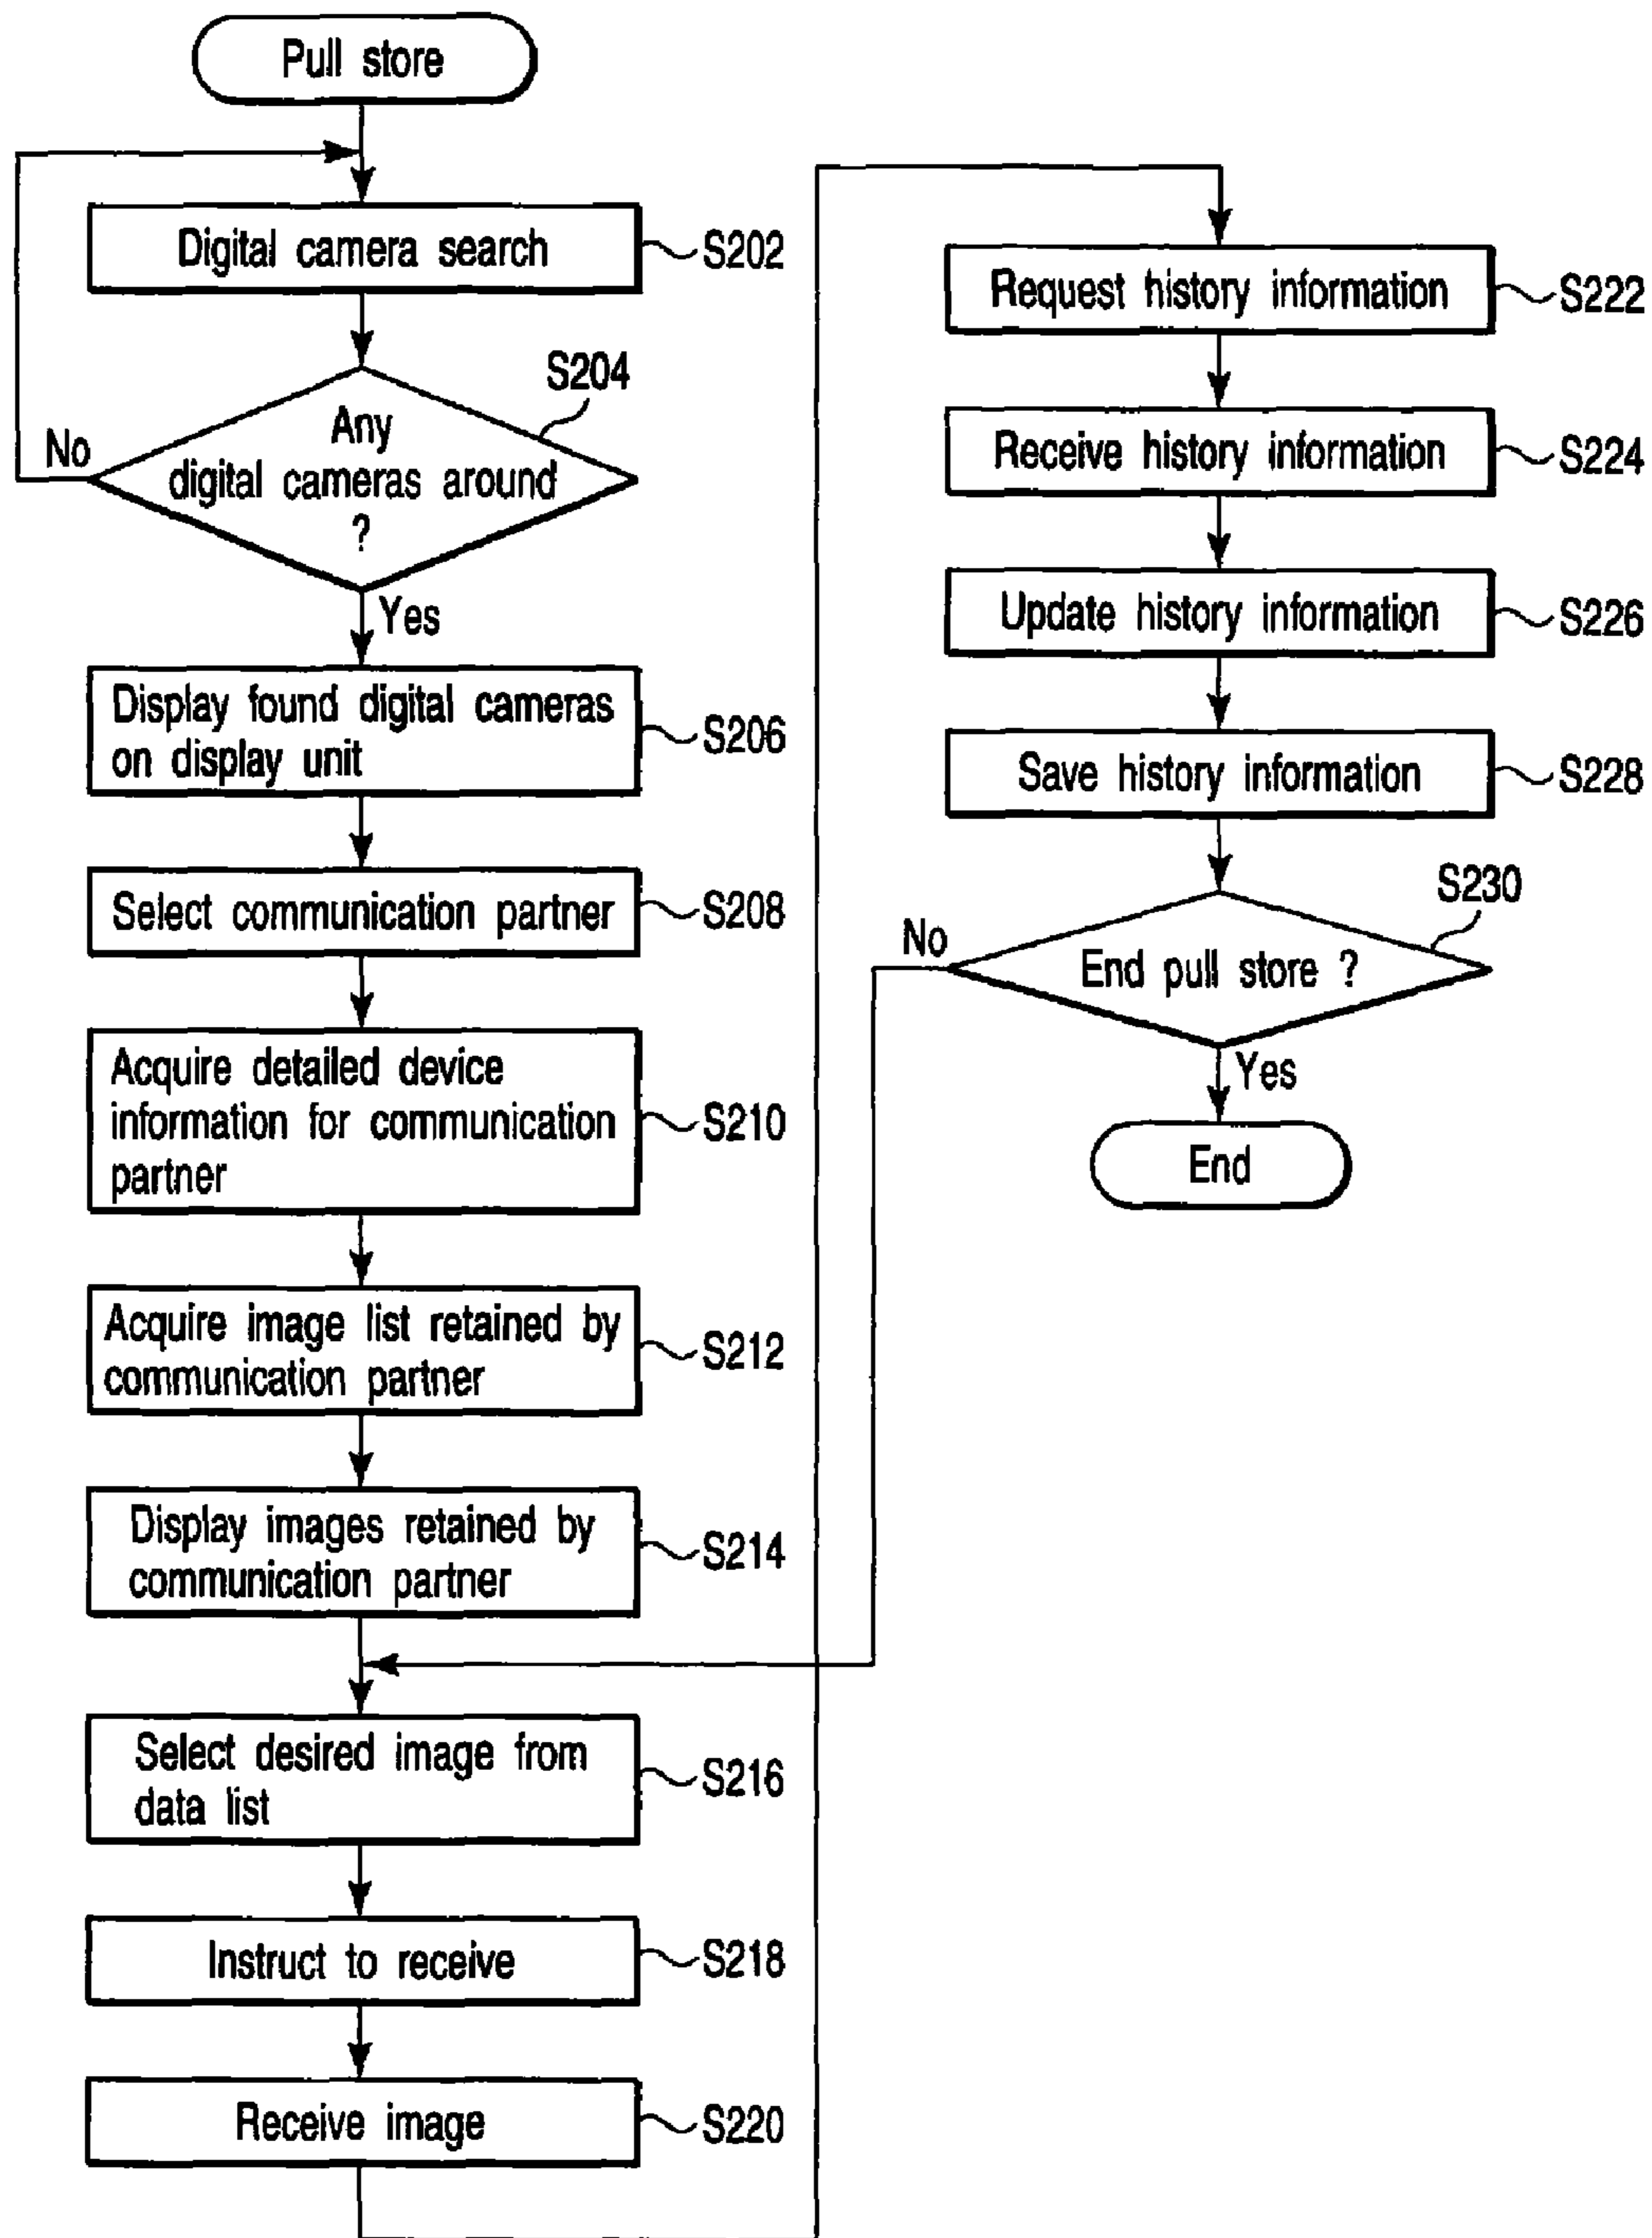 Pull store
Digital camera search
S202
S204
Any
digital cameras around
?
No
Yes
Display found digital cameras
on display unit
S206
Select communication partner
S208
Acquire detailed device
information for communication
partner
S210
Acquire image list retained by
communication partner
S212
Display images retained by
communication partner
S214
Select desired image from
data list
S216
Instruct to receive
S218
Receive image
S220
Request history information
S222
Receive history information
S224
Update history information
S226
Save history information
S228
S230
End pull store ?
No
Yes
End